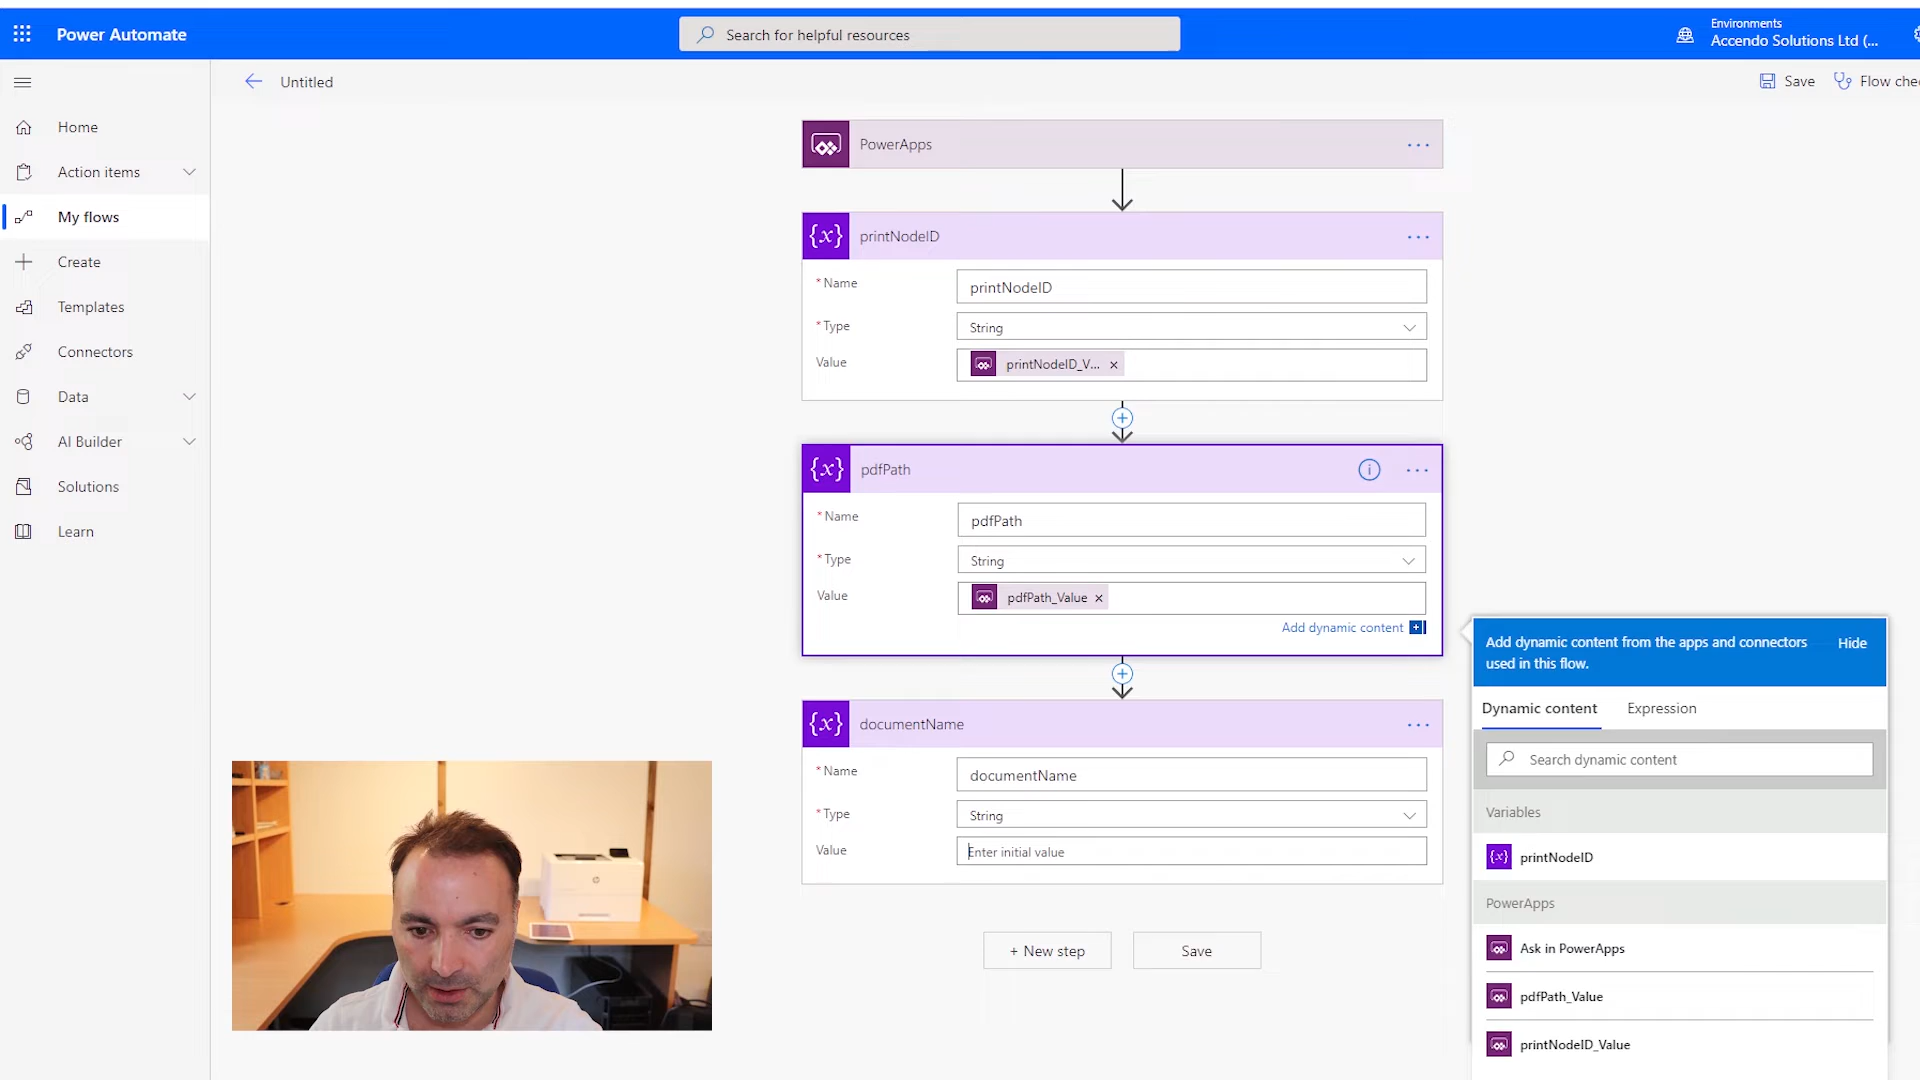 Power Automate
Search for helpful resources
Environments
Accendo Solutions Ltd (...
Untitled
Save
Flow chec
Home
Action items
My flows
Create
Templates
Connectors
Data
AI Builder
Solutions
Learn
PowerApps
{x} printNodeID
*Name printNodeID
*Type String
Value printNodeID_V... ×
{x} pdfPath
*Name pdfPath
*Type String
Value pdfPath_Value ×
Add dynamic content
{x} documentName
*Name documentName
*Type String
Value Enter initial value
+ New step
Save
Add dynamic content from the apps and connectors used in this flow.
Hide
Dynamic content
Expression
Search dynamic content
Variables
{x} printNodeID
PowerApps
Ask in PowerApps
pdfPath_Value
printNodeID_Value